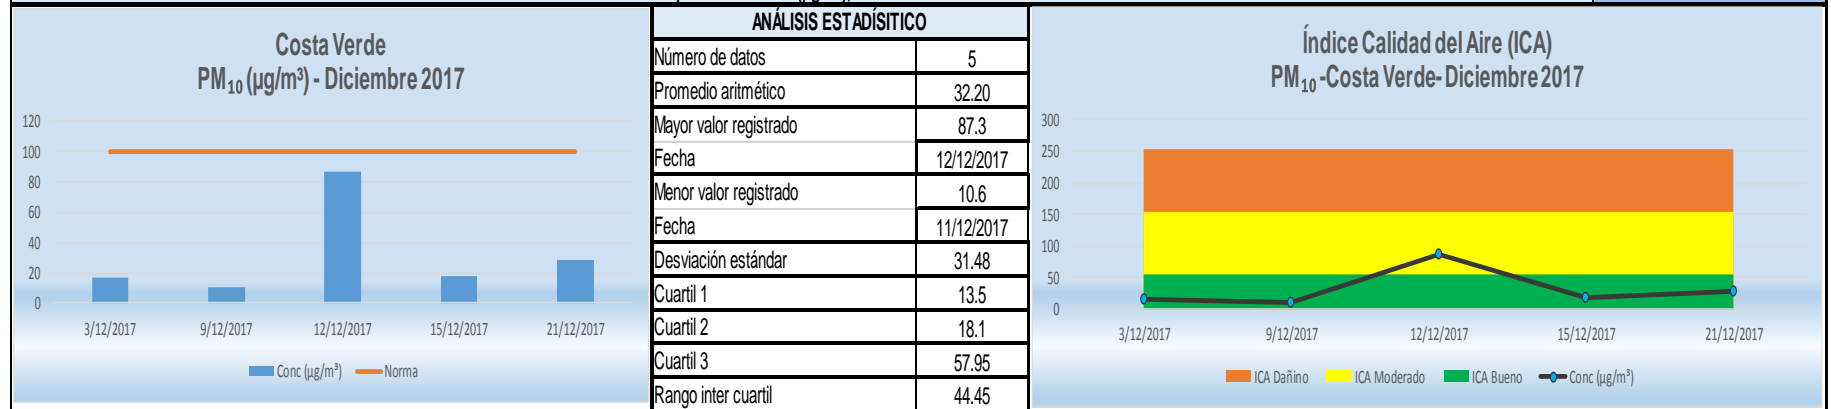 Costa Verde
PM₁₀ (µg/m³) - Diciembre 2017
120
100
80
60
40
20
0
3/12/2017 9/12/2017 12/12/2017 15/12/2017 21/12/2017
Conc (µg/m³) Norma
ANÁLISIS ESTADÍSITICO
Número de datos 5
Promedio aritmético 32.20
Mayor valor registrado 87.3
Fecha 12/12/2017
Menor valor registrado 10.6
Fecha 11/12/2017
Desviación estándar 31.48
Cuartil 1 13.5
Cuartil 2 18.1
Cuartil 3 57.95
Rango inter cuartil 44.45
Índice Calidad del Aire (ICA)
PM₁₀ -Costa Verde- Diciembre 2017
300
250
200
150
100
50
0
3/12/2017 9/12/2017 12/12/2017 15/12/2017 21/12/2017
ICA Dañino ICA Moderado ICA Bueno Conc (µg/m³)